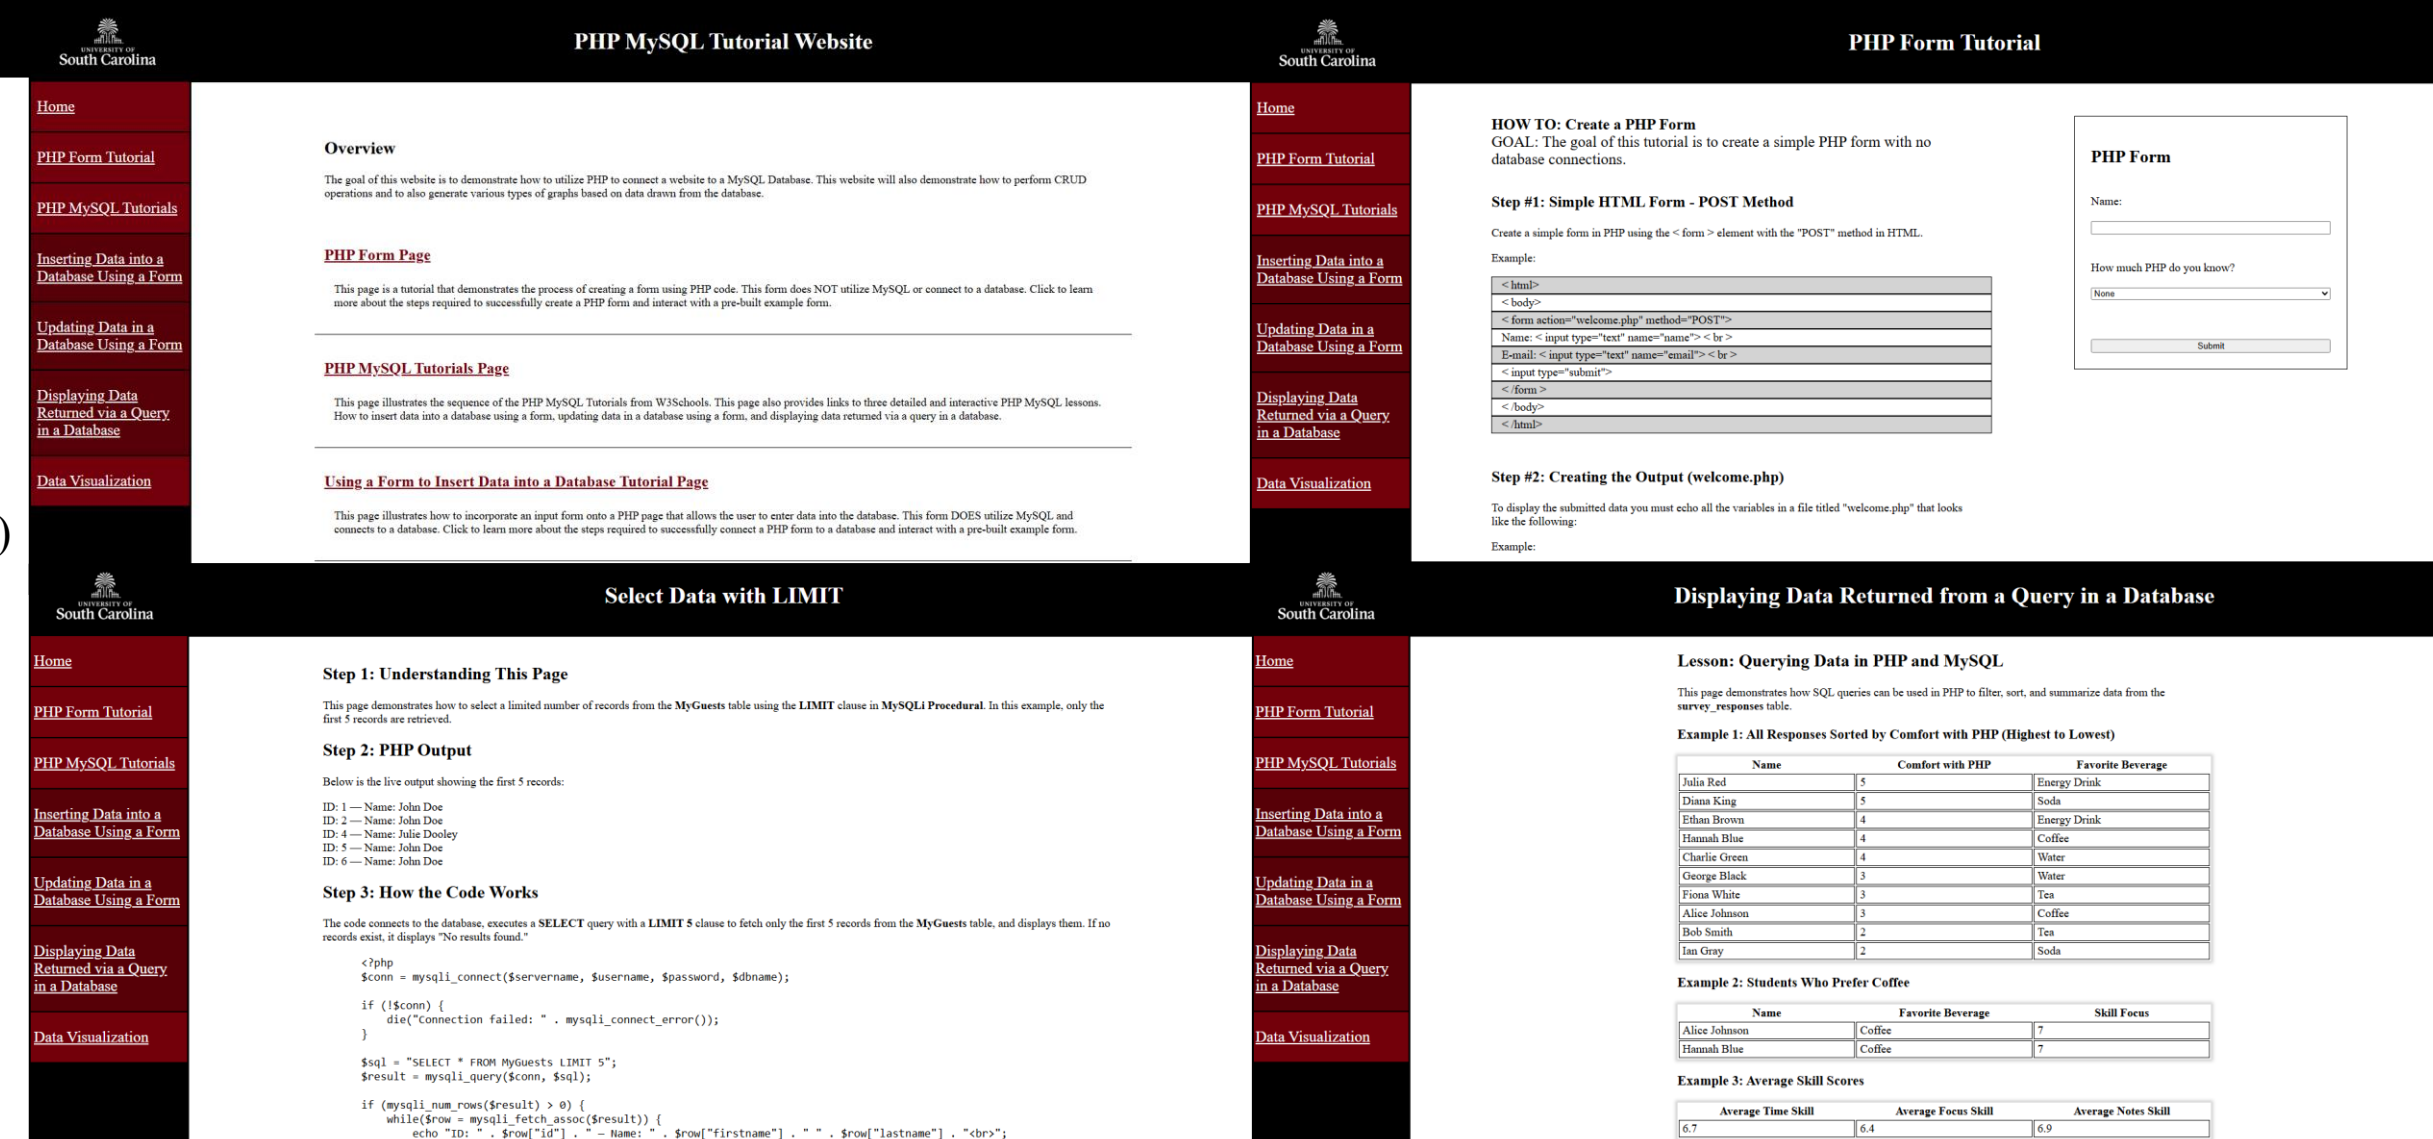 )
UNIVERSITY OF
South Carolina
PHP MySQL Tutorial Website
Home
PHP Form Tutorial
PHP MySQL Tutorials
Inserting Data into a
Database Using a Form
Updating Data in a
Database Using a Form
Displaying Data
Returned via a Query
in a Database
Data Visualization
Overview
The goal of this website is to demonstrate how to utilize PHP to connect a website to a MySQL Database. This website will also demonstrate how to perform CRUD
operations and to also generate various types of graphs based on data drawn from the database.
PHP Form Page
This page is a tutorial that demonstrates the process of creating a form using PHP code. This form does NOT utilize MySQL or connect to a database. Click to learn
more about the steps required to successfully create a PHP form and interact with a pre-built example form.
PHP MySQL Tutorials Page
This page illustrates the sequence of the PHP MySQL Tutorials from W3Schools. This page also provides links to three detailed and interactive PHP MySQL lessons.
How to insert data into a database using a form, updating data in a database using a form, and displaying data returned via a query in a database.
Using a Form to Insert Data into a Database Tutorial Page
This page illustrates how to incorporate an input form onto a PHP page that allows the user to enter data into the database. This form DOES utilize MySQL and
connects to a database. Click to learn more about the steps required to successfully connect a PHP form to a database and interact with a pre-built example form.
UNIVERSITY OF
South Carolina
PHP Form Tutorial
Home
PHP Form Tutorial
PHP MySQL Tutorials
Inserting Data into a
Database Using a Form
Updating Data in a
Database Using a Form
Displaying Data
Returned via a Query
in a Database
Data Visualization
HOW TO: Create a PHP Form
GOAL: The goal of this tutorial is to create a simple PHP form with no
database connections.
Step #1: Simple HTML Form - POST Method
Create a simple form in PHP using the < form > element with the "POST" method in HTML.
Example:
< html>
< body>
< form action="welcome.php" method="POST">
Name: < input type="text" name="name"> < br >
E-mail: < input type="text" name="email"> < br >
< input type="submit">
< /form >
< /body>
< /html>
Step #2: Creating the Output (welcome.php)
To display the submitted data you must echo all the variables in a file titled "welcome.php" that looks
like the following:
Example:
PHP Form
Name:
How much PHP do you know?
None
Submit
UNIVERSITY OF
South Carolina
Select Data with LIMIT
Home
PHP Form Tutorial
PHP MySQL Tutorials
Inserting Data into a
Database Using a Form
Updating Data in a
Database Using a Form
Displaying Data
Returned via a Query
in a Database
Data Visualization
Step 1: Understanding This Page
This page demonstrates how to select a limited number of records from the MyGuests table using the LIMIT clause in MySQLi Procedural. In this example, only the
first 5 records are retrieved.
Step 2: PHP Output
Below is the live output showing the first 5 records:
ID: 1 — Name: John Doe
ID: 2 — Name: John Doe
ID: 4 — Name: Julie Dooley
ID: 5 — Name: John Doe
ID: 6 — Name: John Doe
Step 3: How the Code Works
The code connects to the database, executes a SELECT query with a LIMIT 5 clause to fetch only the first 5 records from the MyGuests table, and displays them. If no
records exist, it displays "No results found."
<?php
$conn = mysqli_connect($servername, $username, $password, $dbname);
if (!$conn) {
die("Connection failed: " . mysqli_connect_error());
}
$sql = "SELECT * FROM MyGuests LIMIT 5";
$result = mysqli_query($conn, $sql);
if (mysqli_num_rows($result) > 0) {
while($row = mysqli_fetch_assoc($result)) {
echo "ID: " . $row["id"] . " — Name: " . $row["firstname"] . " " . $row["lastname"] . "<br>";
UNIVERSITY OF
South Carolina
Displaying Data Returned from a Query in a Database
Home
PHP Form Tutorial
PHP MySQL Tutorials
Inserting Data into a
Database Using a Form
Updating Data in a
Database Using a Form
Displaying Data
Returned via a Query
in a Database
Data Visualization
Lesson: Querying Data in PHP and MySQL
This page demonstrates how SQL queries can be used in PHP to filter, sort, and summarize data from the
survey_responses table.
Example 1: All Responses Sorted by Comfort with PHP (Highest to Lowest)
Name Comfort with PHP Favorite Beverage
Julia Red 5 Energy Drink
Diana King 5 Soda
Ethan Brown 4 Energy Drink
Hannah Blue 4 Coffee
Charlie Green 4 Water
George Black 3 Water
Fiona White 3 Tea
Alice Johnson 3 Coffee
Bob Smith 2 Tea
Ian Gray 2 Soda
Example 2: Students Who Prefer Coffee
Name Favorite Beverage Skill Focus
Alice Johnson Coffee 7
Hannah Blue Coffee 7
Example 3: Average Skill Scores
Average Time Skill Average Focus Skill Average Notes Skill
6.7 6.4 6.9